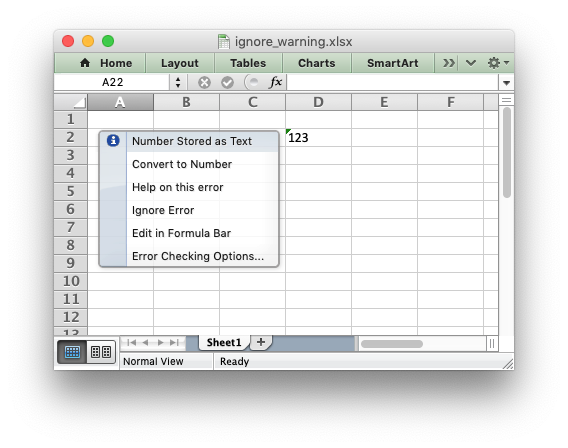 ignore_warning.xlsx
Home Layout Tables Charts SmartArt
A22 fx
A B C D E F
1
2 Number Stored as Text 123
3 Convert to Number
4
5 Help on this error
6 Ignore Error
7 Edit in Formula Bar
8
9 Error Checking Options...
10
11
12
13
Sheet1 +
Normal View Ready